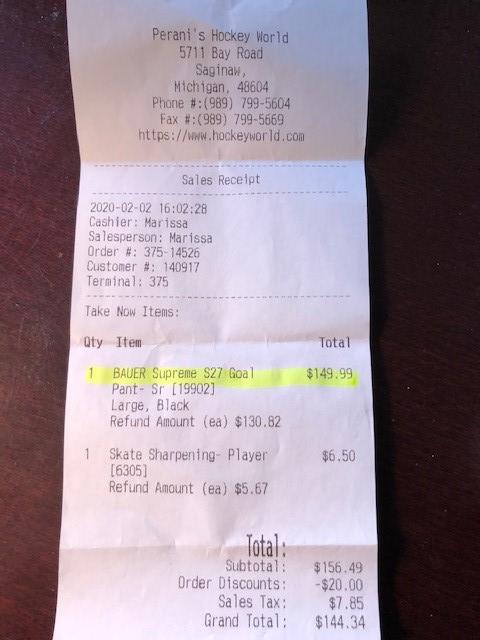 Perani's Hockey World
5711 Bay Road
Saginaw,
Michigan, 48604
Phone #:(989) 799-5604
Fax #:(989) 799-5669
https://www.hockeyworld.com
Sales Receipt
2020-02-02 16:02:28
Cashier: Marissa
Salesperson: Marissa
Order #: 375-14526
Customer #: 140917
Terminal: 375
Take Now Items:
Qty Item Total
1 BAUER Supreme S27 Goal $149.99
Pant- Sr [19902]
Large, Black
Refund Amount (ea) $130.82
1 Skate Sharpening- Player $6.50
[6305]
Refund Amount (ea) $5.67
Total:
Subtotal: $156.49
Order Discounts: -$20.00
Sales Tax: $7.85
Grand Total: $144.34